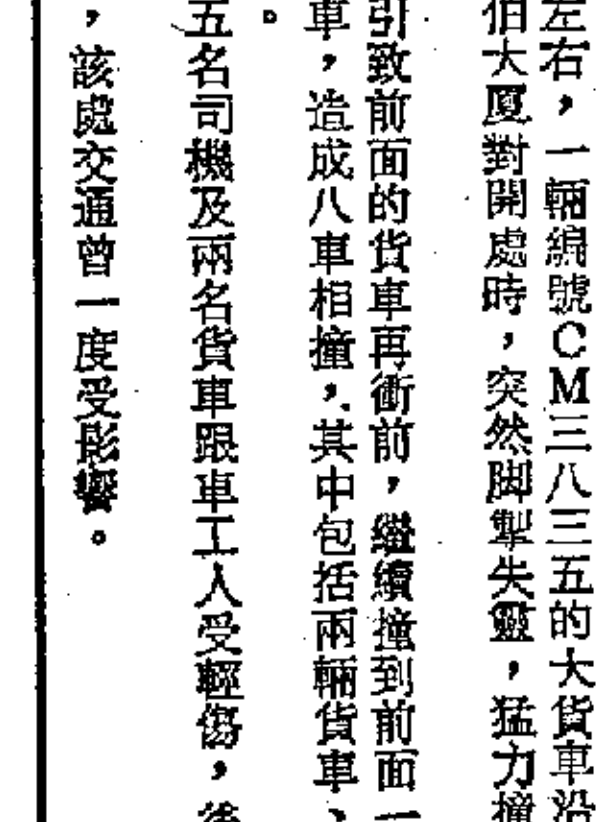 左右，一輛編號CM三八三五的大貨車沿
伯大厦對開處時，突然脚掣失靈，猛力撞
引致前面的貨車再衝前，繼續撞到前面一
車，造成八車相撞，其中包括兩輛貨車、
。
五名司機及兩名貨車跟車工人受輕傷，後
，該處交通曾一度受影響。